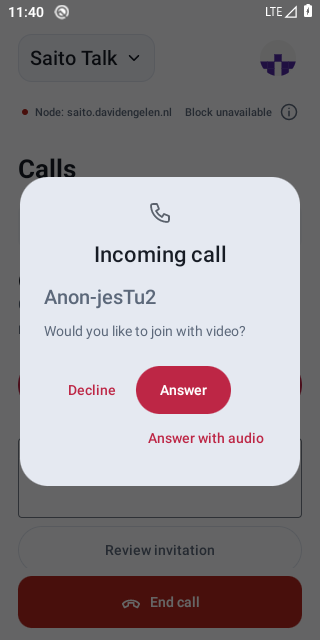 11:40
LTE
Saito Talk
Node: saito.davidengelen.nl
Block unavailable
Calls
Incoming call
Anon-jesTu2
Would you like to join with video?
Decline
Answer
Answer with audio
Review invitation
End call